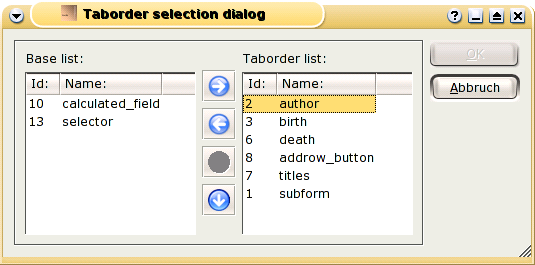 Taborder selection dialog
Base list:
Id: Name:
10 calculated_field
13 selector
Taborder list:
Id: Name:
2 author
3 birth
6 death
8 addrow_button
7 titles
1 subform
OK
Abbruch